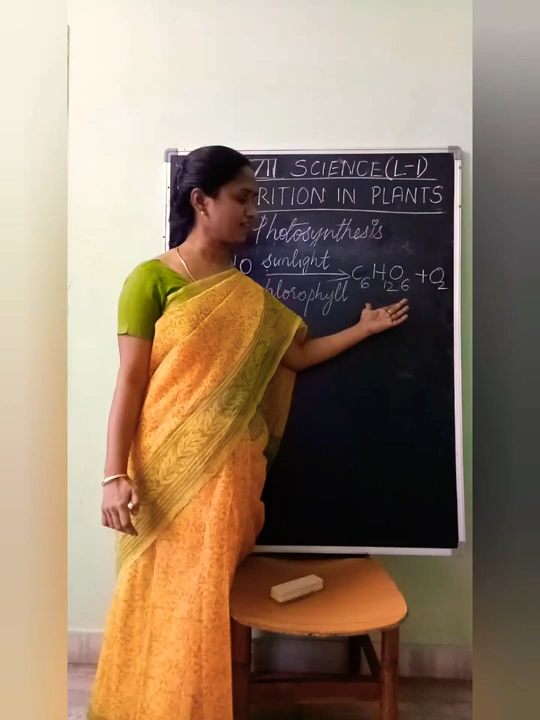 VII SCIENCE (L-1)
RITION IN PLANTS
Photosynthesis
sunlight
O → C6H12O6 + O2
hlorophyll